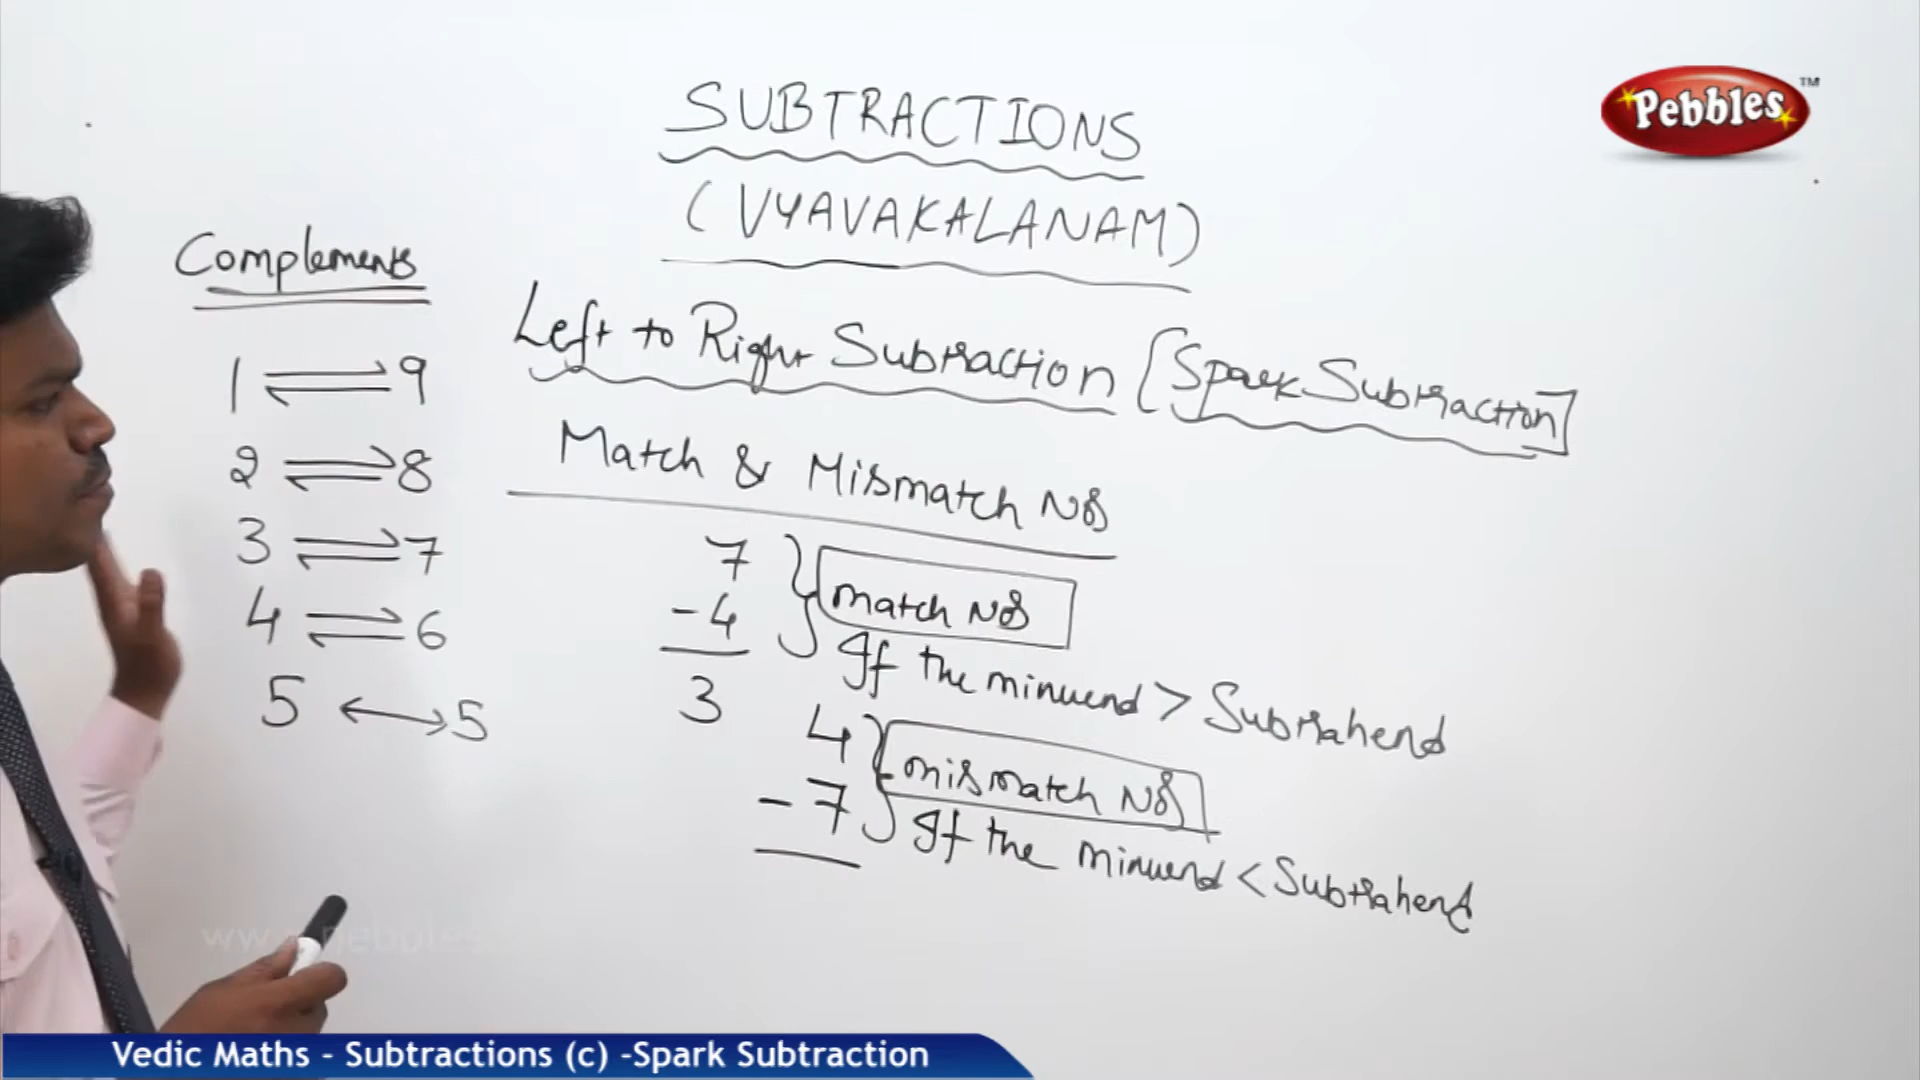 Pebbles™
SUBTRACTIONS
(VYAVAKALANAM)
Complements
1 ⇌ 9
2 ⇌ 8
3 ⇌ 7
4 ⇌ 6
5 ↔ 5
Left to Right Subtraction [Spark Subtraction]
Match & Mismatch NOS
7
- 4
3
match NOS
If the minuend > Subtrahend
4
- 7
mismatch NOS
If the minuend < Subtrahend
www.pebbles
Vedic Maths - Subtractions (c) -Spark Subtraction